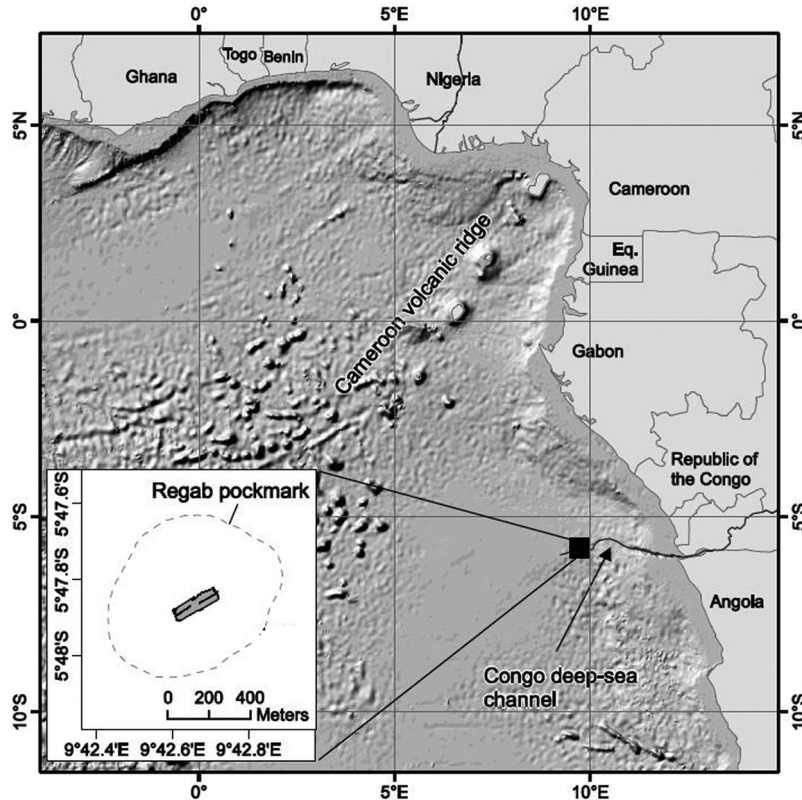 0° 5°E 10°E
Togo Benin
Ghana
Nigeria
5°N
5°N
Cameroon
Eq.
Guinea
Cameroon volcanic ridge
0°
0°
Gabon
Republic of
the Congo
Regab pockmark
5°47.6'S
5°47.8'S
5°48'S
5°S
5°S
Angola
Congo deep-sea
channel
0 200 400
Meters
10°S
10°S
9°42.4'E 9°42.6'E 9°42.8'E
0° 5°E 10°E